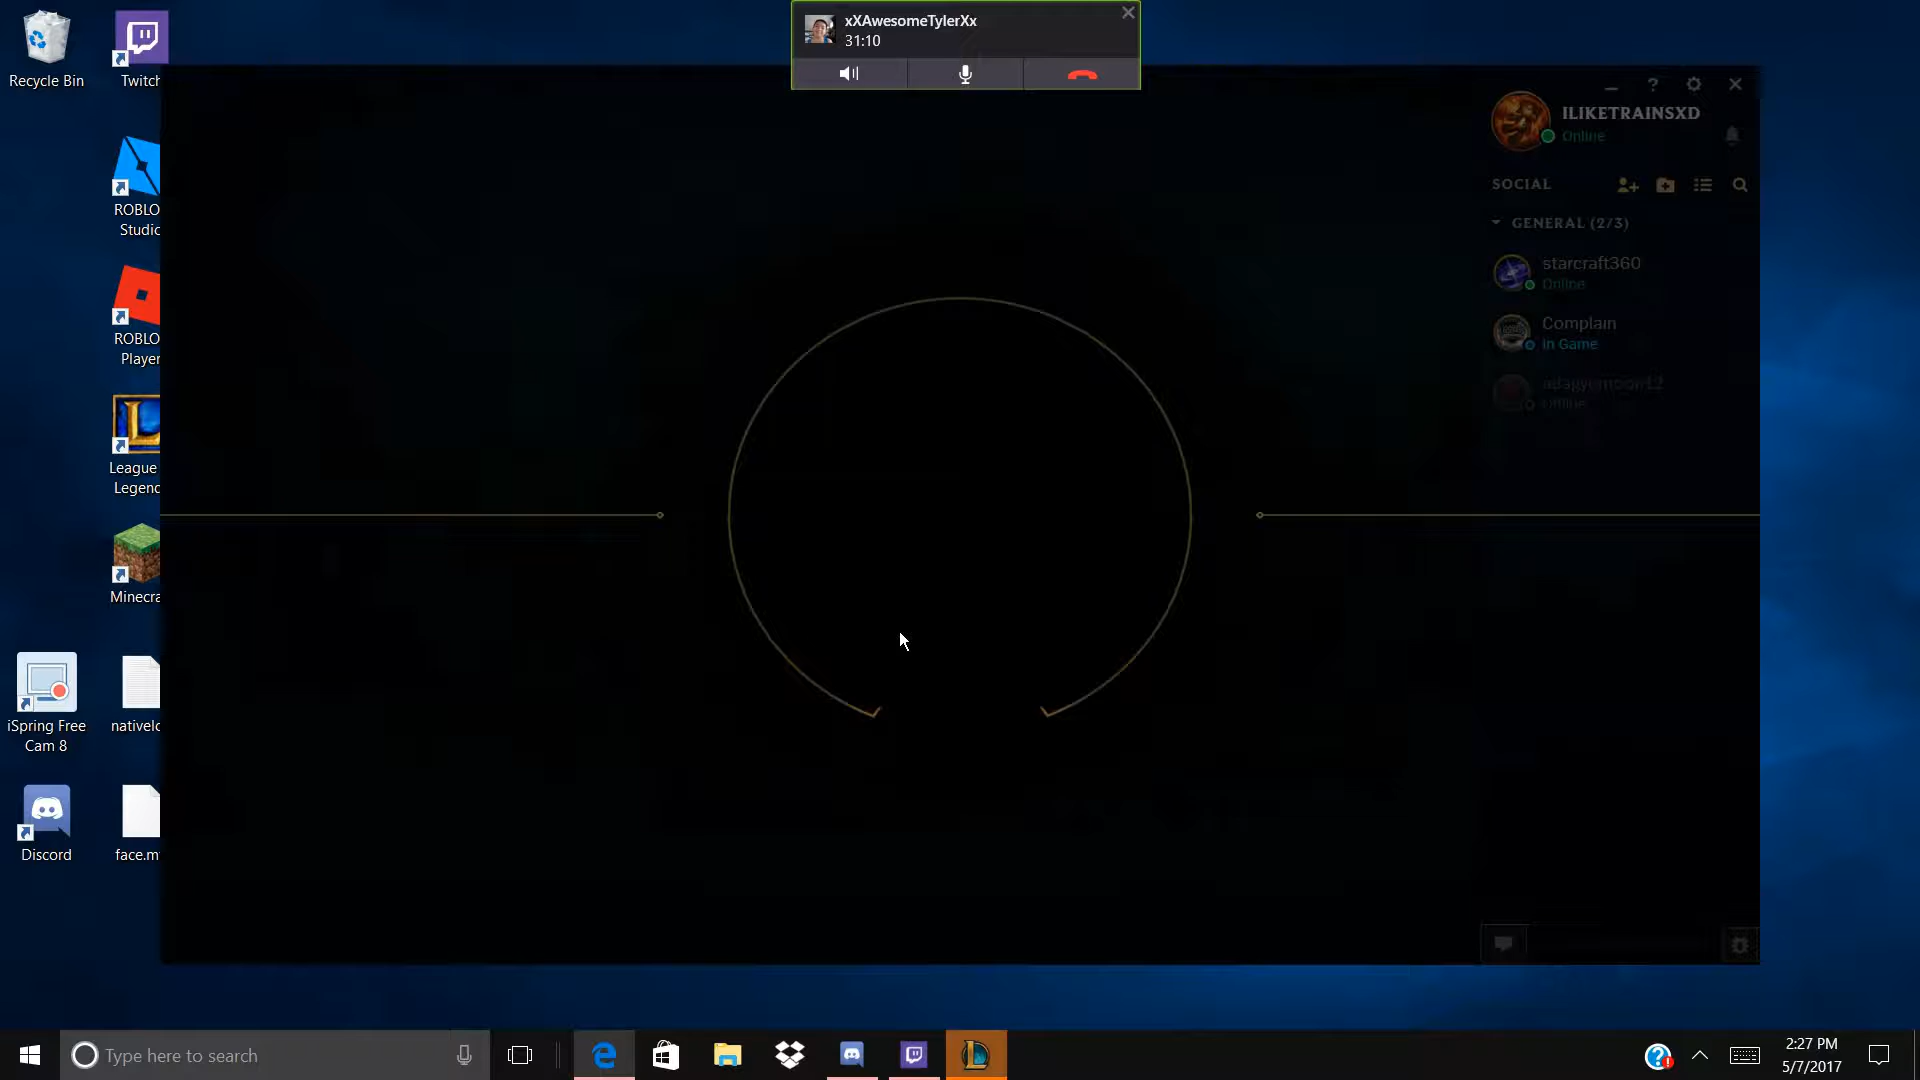 xXAwesomeTylerXx
31:10
Recycle Bin
Twitch
ROBLO
Studio
ROBLO
Player
League
Legend
Minecra
iSpring Free
Cam 8
nativelo
Discord
face.m
ILIKETRAINSXD
Online
SOCIAL
GENERAL (2/3)
starcraft360
Online
Complain
In Game
Offline
Type here to search
2:27 PM
5/7/2017